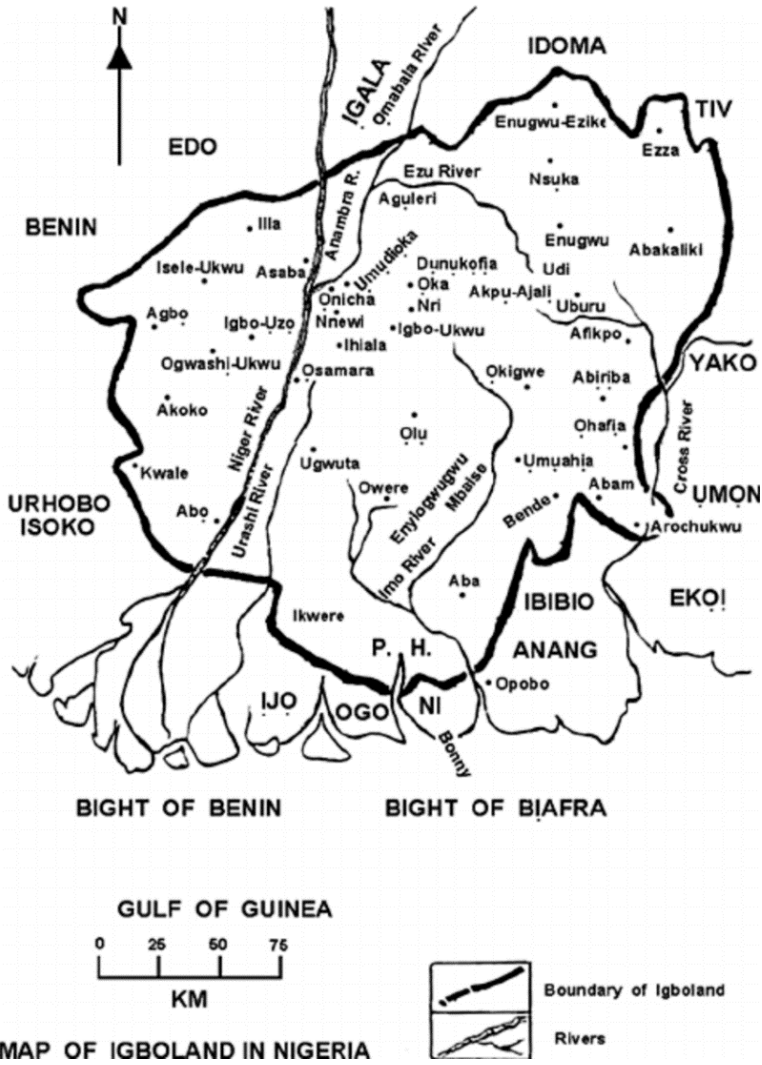 N
IDOMA
IGALA
Omabala River
TIV
Enugwu-Ezike
EDO
Ezza
Ezu River
Nsuka
Anambra R.
Aguleri
BENIN
Illa
Enugwu
Abakaliki
Umudioka
Isele-Ukwu
Asaba
Dunukofia
Udi
Onicha
Oka
Akpu-Ajali
Uburu
Agbo
Igbo-Uzo
Nnewi
Nri
Igbo-Ukwu
Afikpo
Ihiala
Ogwashi-Ukwu
Osamara
Okigwe
YAKO
Abiriba
Akoko
Niger River
Olu
Ohafia
Cross River
Kwale
Ugwuta
Umuahia
Enylogwugwu
Mbaise
Owere
Abam
UMON
URHOBO
ISOKO
Abo
Urashi River
Bende
Arochukwu
Imo River
Aba
IBIBIO
EKOI
Ikwere
P. H.
ANANG
Opobo
IJO
OGO
NI
Bonny
BIGHT OF BENIN
BIGHT OF BIAFRA
GULF OF GUINEA
0 25 50 75
KM
Boundary of Igboland
Rivers
MAP OF IGBOLAND IN NIGERIA